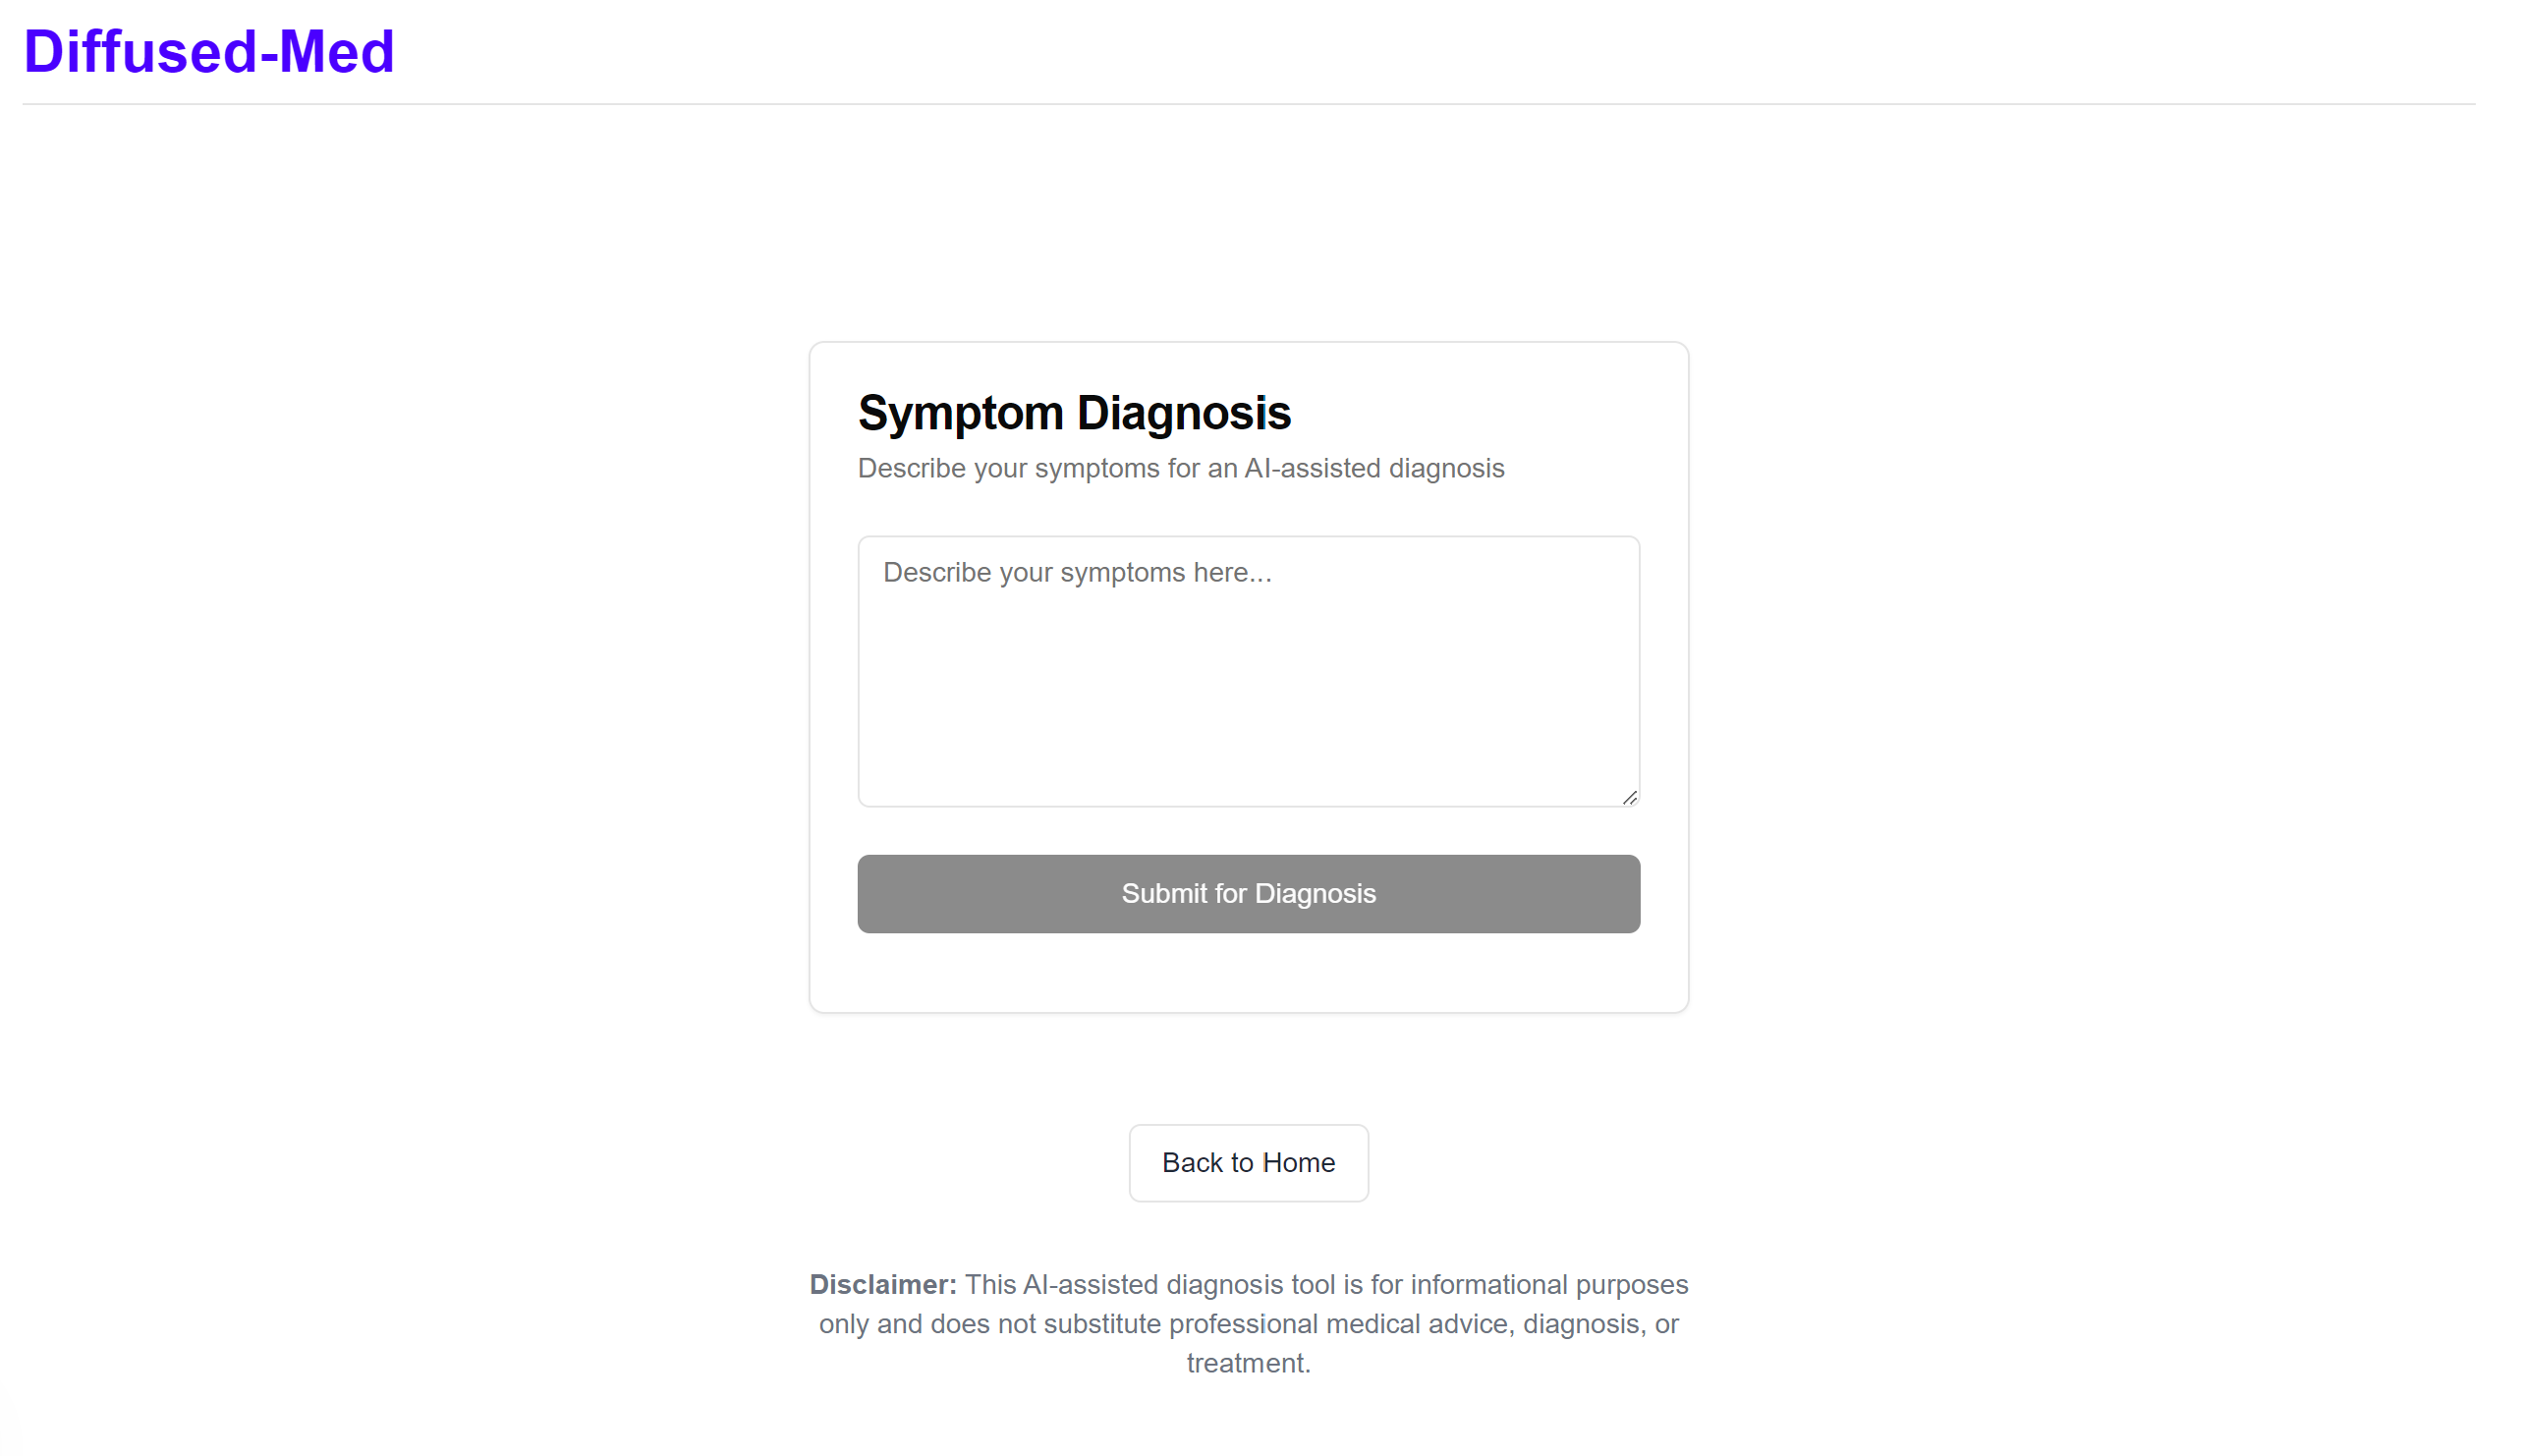 Diffused-Med
Symptom Diagnosis
Describe your symptoms for an AI-assisted diagnosis
Describe your symptoms here...
Submit for Diagnosis
Back to Home
Disclaimer: This AI-assisted diagnosis tool is for informational purposes
only and does not substitute professional medical advice, diagnosis, or
treatment.